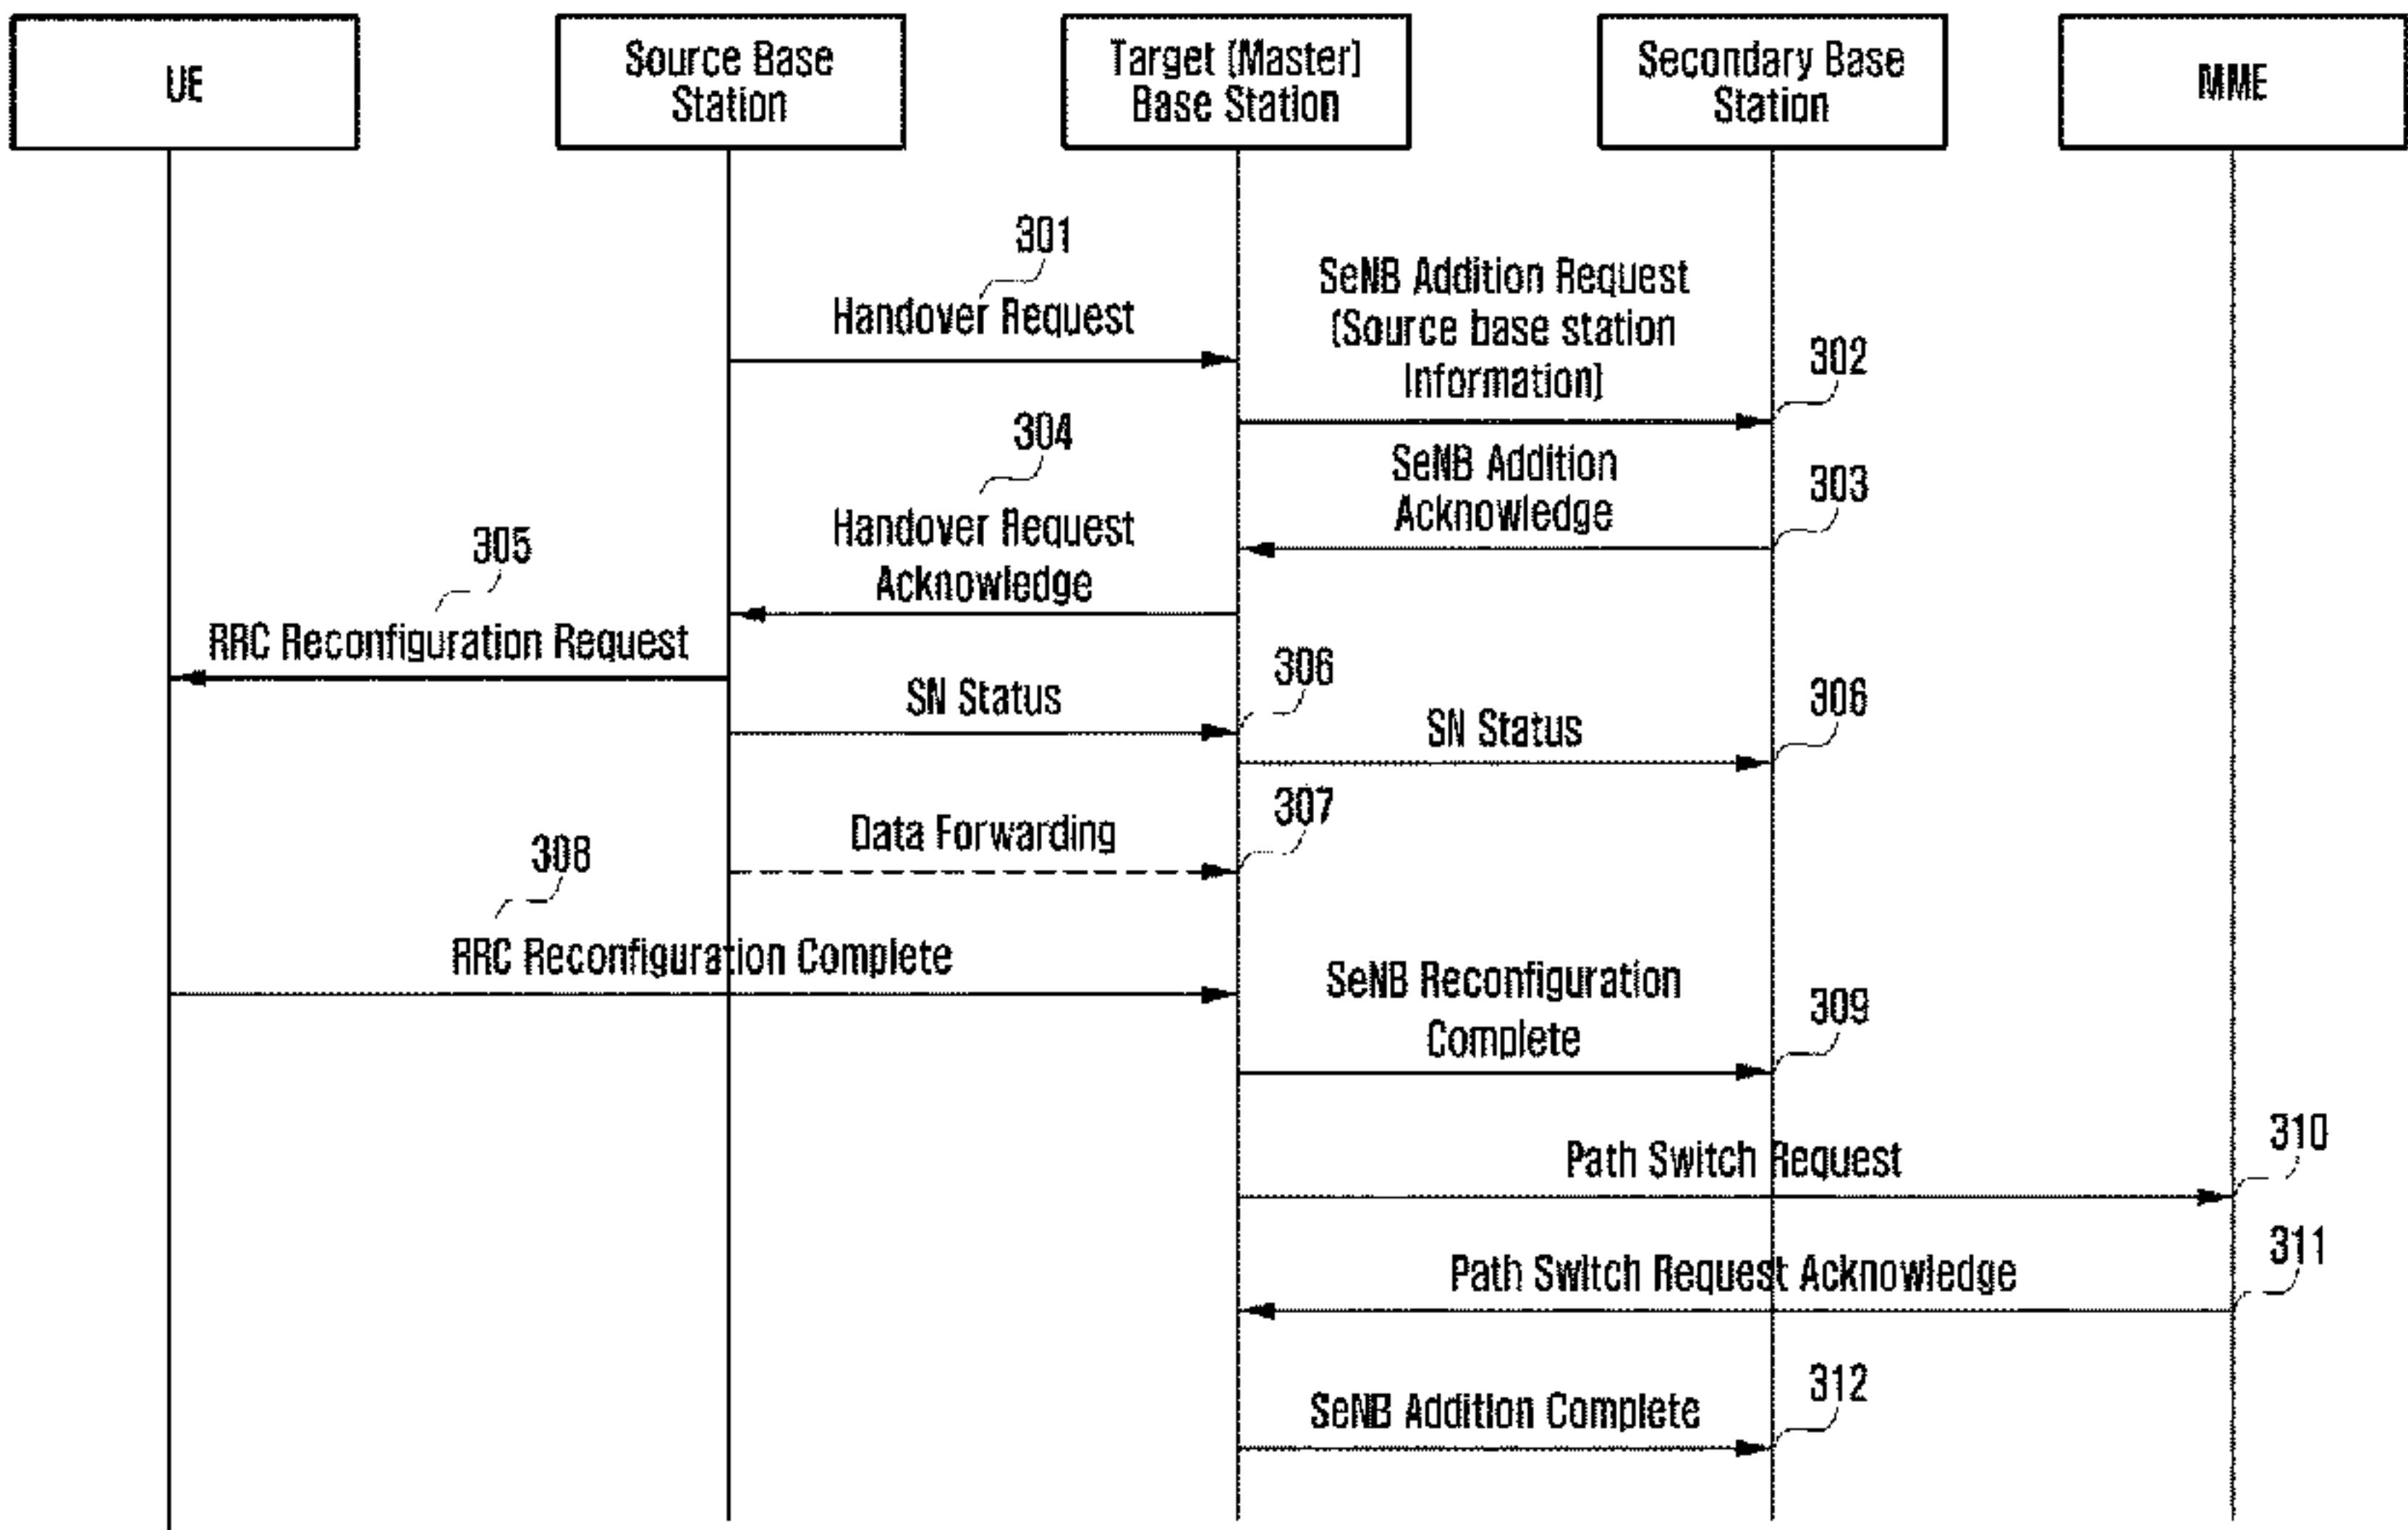 UE
Source Base
Station
Target (Master)
Base Station
Secondary Base
Station
MME
301
Handover Request
SeNB Addition Request
(Source base station
Information)
302
304
SeNB Addition
Acknowledge
303
Handover Request
Acknowledge
305
RRC Reconfiguration Request
SN Status
306
SN Status
306
Data Forwarding
307
308
RRC Reconfiguration Complete
SeNB Reconfiguration
Complete
309
Path Switch Request
310
Path Switch Request Acknowledge
311
SeNB Addition Complete
312